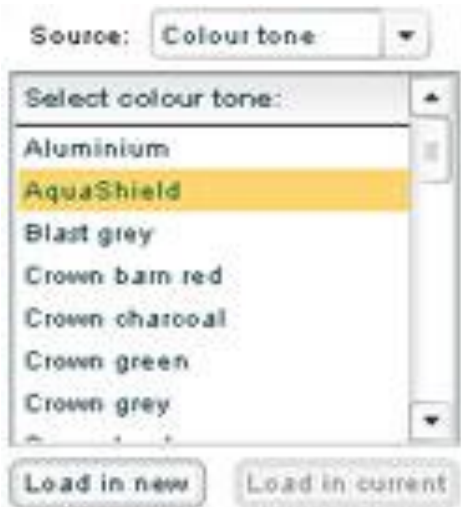 Source: Colour tone
Select colour tone:
Aluminium
AquaShield
Blast grey
Crown barn red
Crown charcoal
Crown green
Crown grey
Load in new Load in current